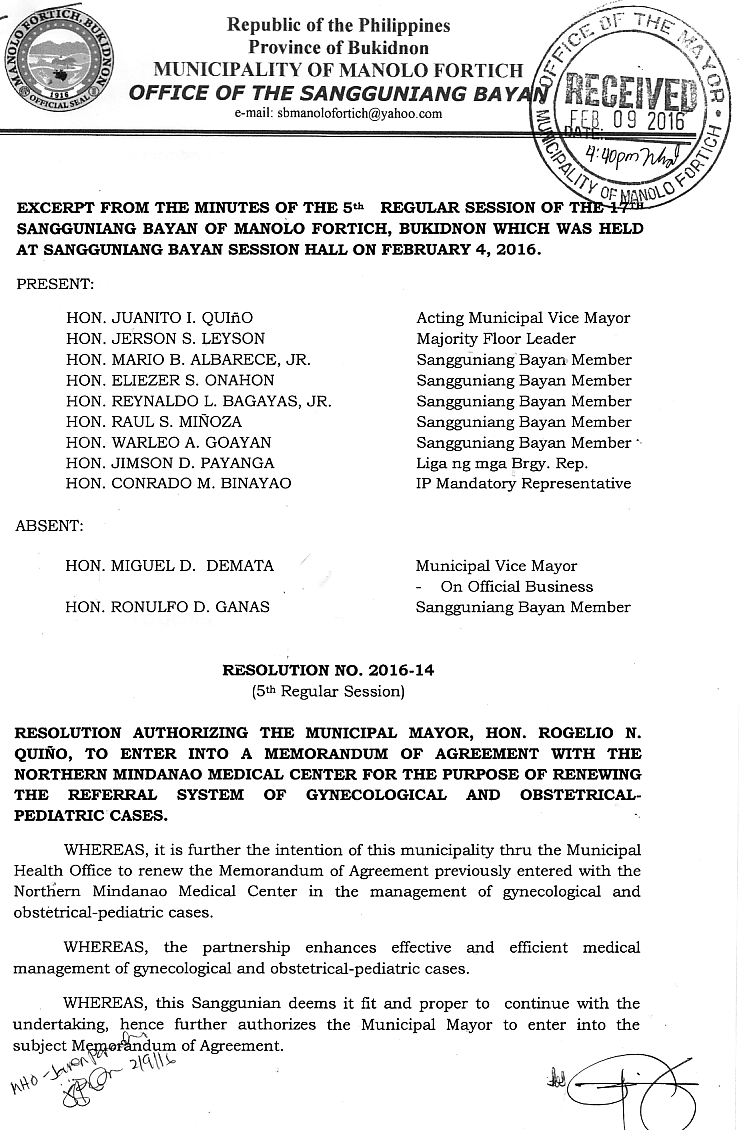 MANOLO FORTICH, BUKIDNON
1916
OFFICIAL SEAL
Republic of the Philippines
Province of Bukidnon
MUNICIPALITY OF MANOLO FORTICH
OFFICE OF THE SANGGUNIANG BAYAN
e-mail: sbmanolofortich@yahoo.com
OFFICE OF THE MAYOR
RECEIVED
FEB 09 2016
DATE:
4:40pm
MUNICIPALITY OF MANOLO FORTICH
EXCERPT FROM THE MINUTES OF THE 5th REGULAR SESSION OF THE 17TH
SANGGUNIANG BAYAN OF MANOLO FORTICH, BUKIDNON WHICH WAS HELD
AT SANGGUNIANG BAYAN SESSION HALL ON FEBRUARY 4, 2016.
PRESENT:
HON. JUANITO I. QUIñO Acting Municipal Vice Mayor
HON. JERSON S. LEYSON Majority Floor Leader
HON. MARIO B. ALBARECE, JR. Sangguniang Bayan Member
HON. ELIEZER S. ONAHON Sangguniang Bayan Member
HON. REYNALDO L. BAGAYAS, JR. Sangguniang Bayan Member
HON. RAUL S. MIÑOZA Sangguniang Bayan Member
HON. WARLEO A. GOAYAN Sangguniang Bayan Member
HON. JIMSON D. PAYANGA Liga ng mga Brgy. Rep.
HON. CONRADO M. BINAYAO IP Mandatory Representative
ABSENT:
HON. MIGUEL D. DEMATA Municipal Vice Mayor
- On Official Business
HON. RONULFO D. GANAS Sangguniang Bayan Member
RESOLUTION NO. 2016-14
(5th Regular Session)
RESOLUTION AUTHORIZING THE MUNICIPAL MAYOR, HON. ROGELIO N.
QUIÑO, TO ENTER INTO A MEMORANDUM OF AGREEMENT WITH THE
NORTHERN MINDANAO MEDICAL CENTER FOR THE PURPOSE OF RENEWING
THE REFERRAL SYSTEM OF GYNECOLOGICAL AND OBSTETRICAL-
PEDIATRIC CASES.
WHEREAS, it is further the intention of this municipality thru the Municipal
Health Office to renew the Memorandum of Agreement previously entered with the
Northern Mindanao Medical Center in the management of gynecological and
obstetrical-pediatric cases.
WHEREAS, the partnership enhances effective and efficient medical
management of gynecological and obstetrical-pediatric cases.
WHEREAS, this Sanggunian deems it fit and proper to continue with the
undertaking, hence further authorizes the Municipal Mayor to enter into the
subject Memorandum of Agreement.
MHO -
2/9/16